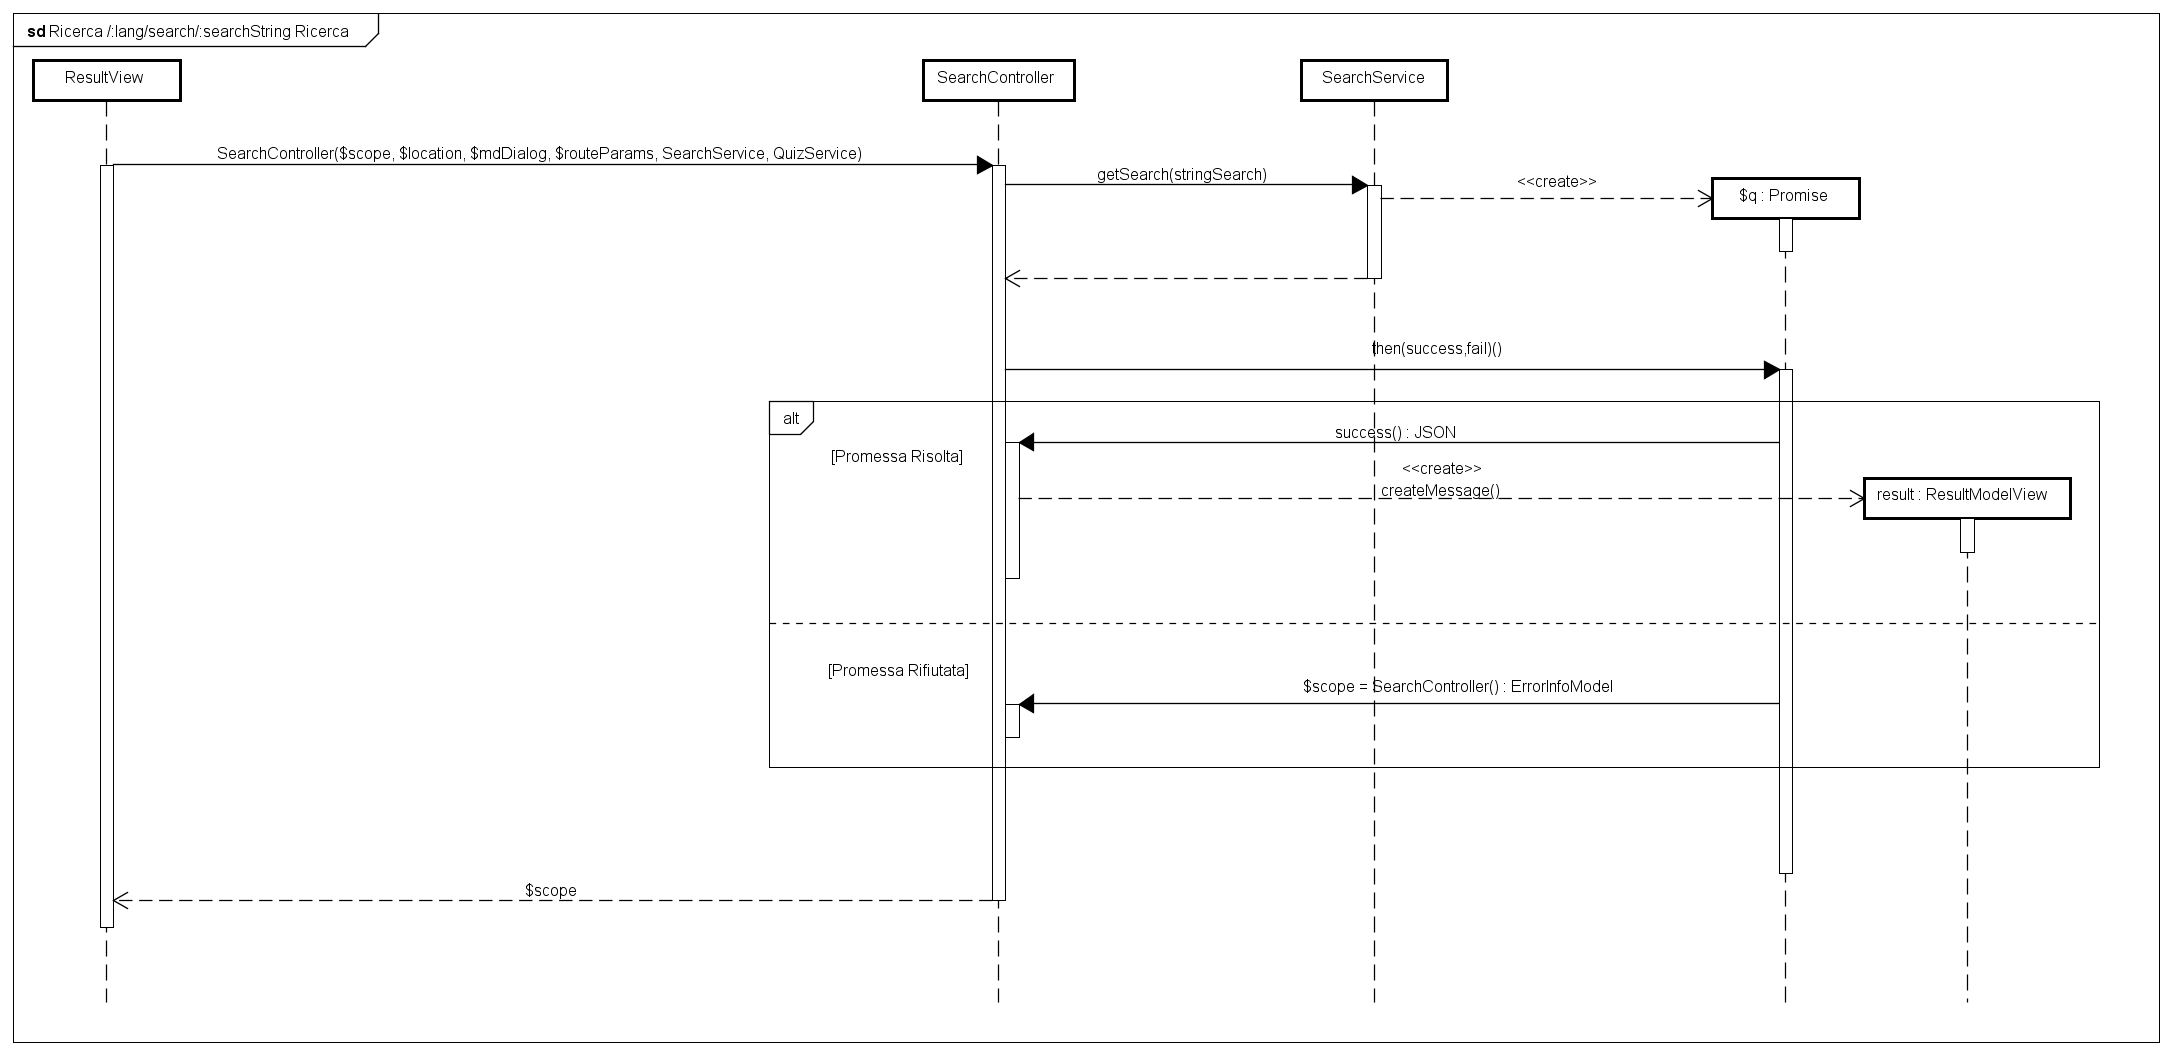 sd Ricerca /:lang/search/:searchString Ricerca
ResultView
SearchController
SearchService
SearchController($scope, $location, $mdDialog, $routeParams, SearchService, QuizService)
getSearch(stringSearch)
<<create>>
$q : Promise
then(success,fail)()
alt
success() : JSON
[Promessa Risolta]
<<create>>
createMessage()
result : ResultModelView
[Promessa Rifiutata]
$scope = SearchController() : ErrorInfoModel
$scope